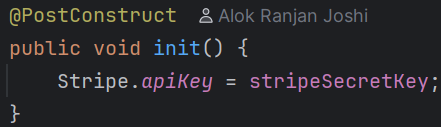 @PostConstruct Alok Ranjan Joshi
public void init() {
    Stripe.apiKey = stripeSecretKey;
}